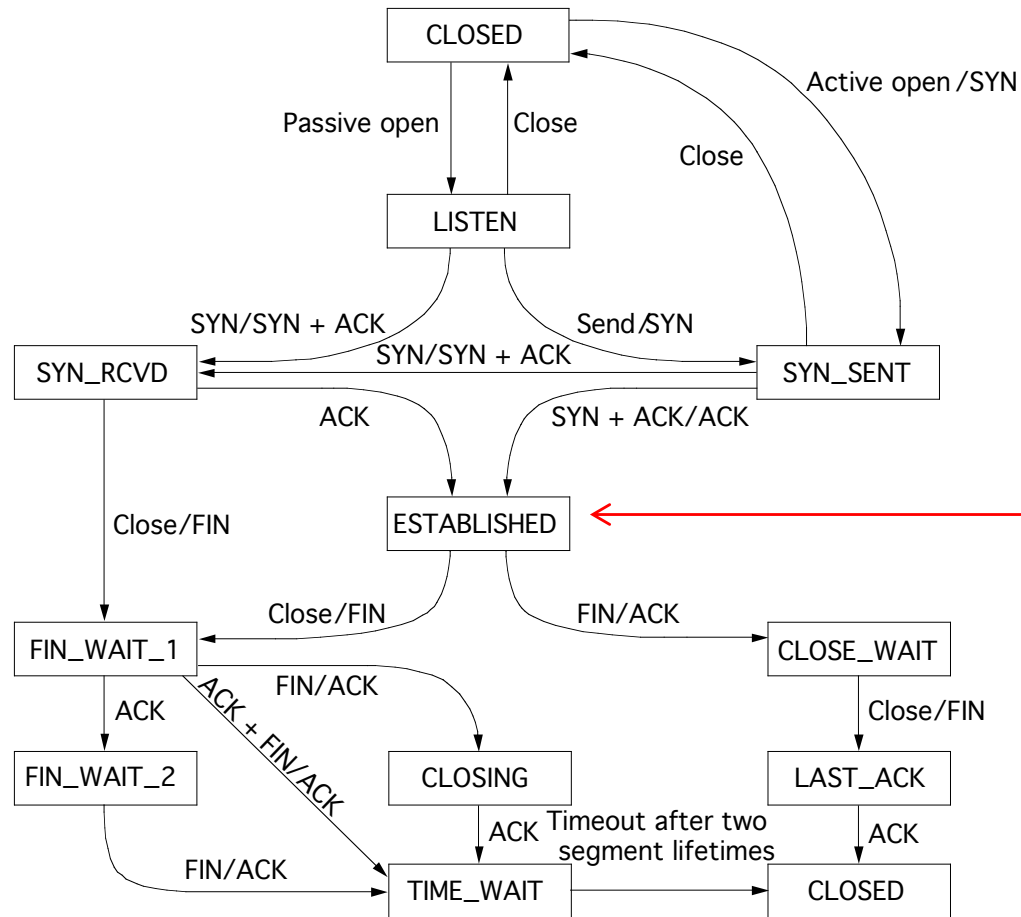 CLOSED
Active open /SYN
Passive open
Close
Close
LISTEN
SYN/SYN + ACK
Send/SYN
SYN/SYN + ACK
SYN_RCVD
SYN_SENT
ACK
SYN + ACK/ACK
ESTABLISHED
Close/FIN
Close/FIN
FIN/ACK
FIN_WAIT_1
CLOSE_WAIT
FIN/ACK
ACK + FIN/ACK
ACK
Close/FIN
FIN_WAIT_2
CLOSING
LAST_ACK
ACK
Timeout after two
segment lifetimes
ACK
FIN/ACK
TIME_WAIT
CLOSED